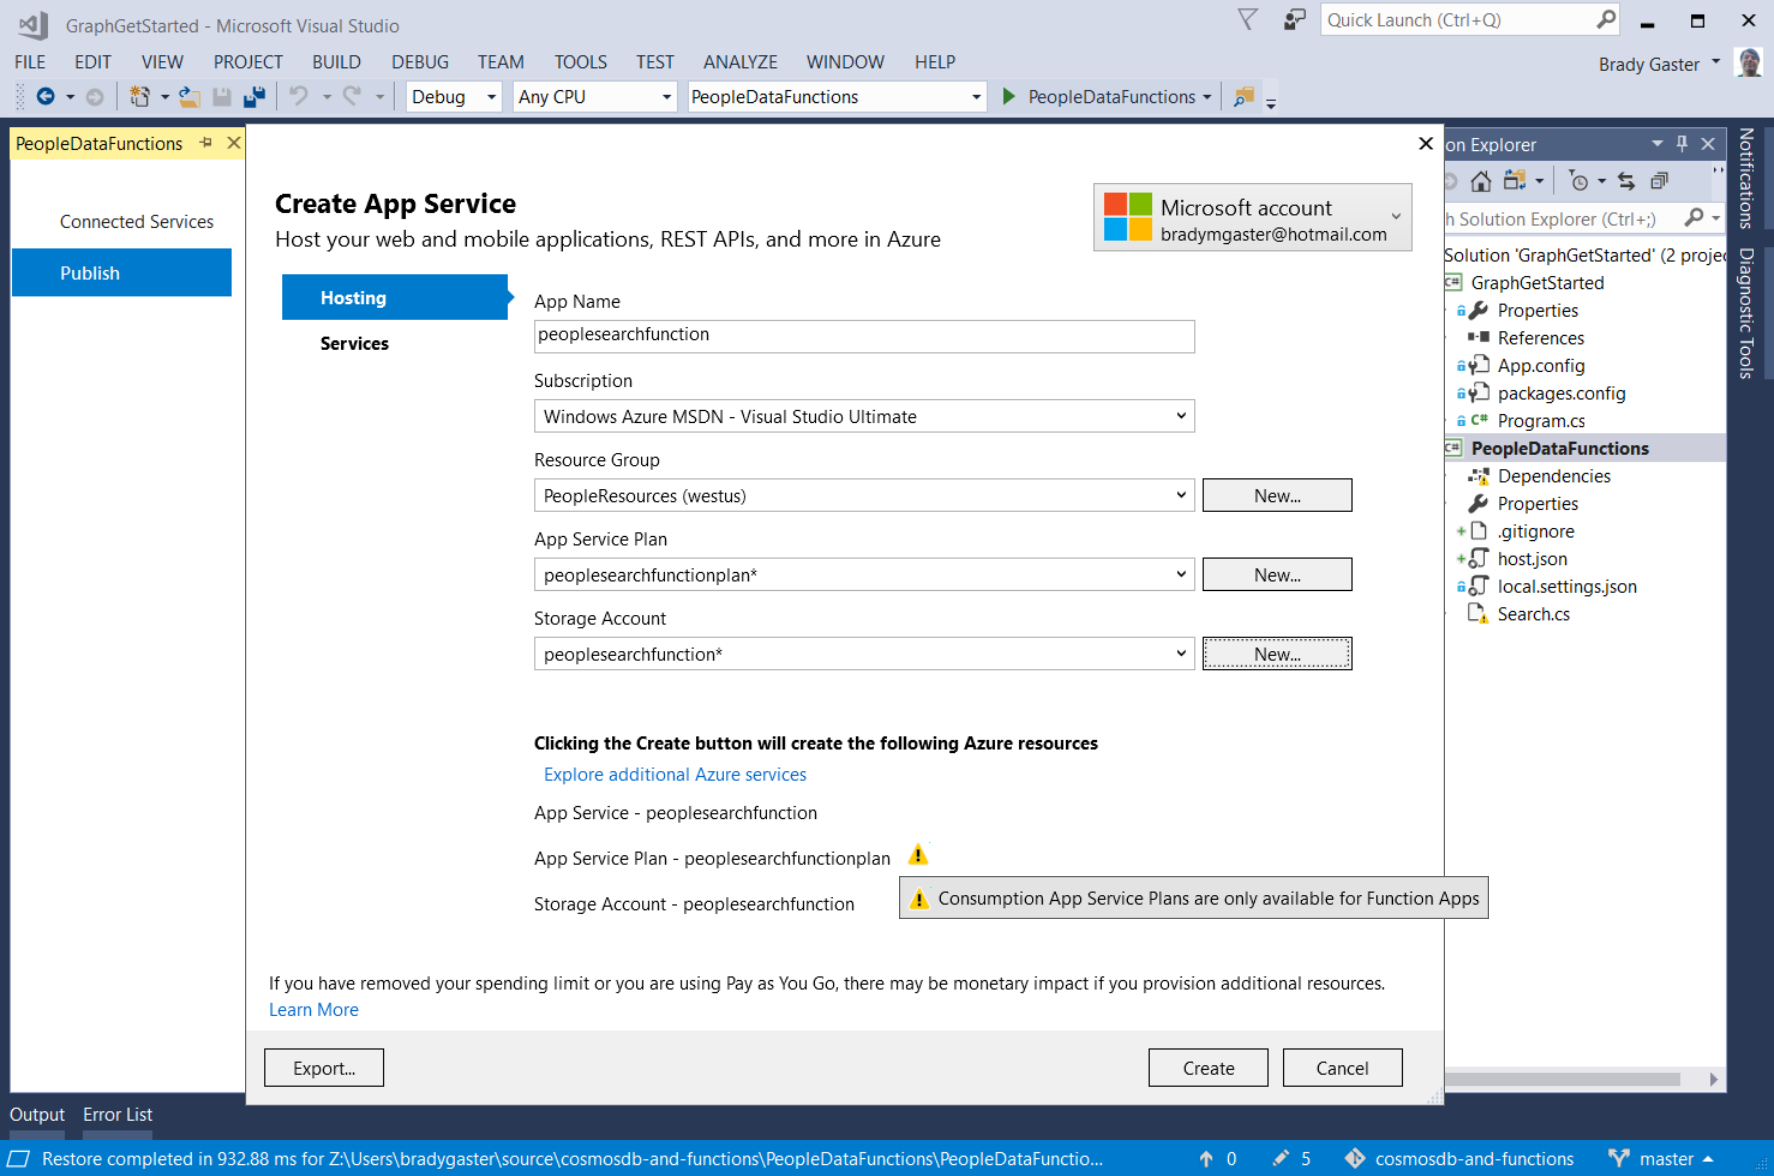 GraphGetStarted - Microsoft Visual Studio
Quick Launch (Ctrl+Q)
FILE EDIT VIEW PROJECT BUILD DEBUG TEAM TOOLS TEST ANALYZE WINDOW HELP
Brady Gaster
Debug
Any CPU
PeopleDataFunctions
PeopleDataFunctions
PeopleDataFunctions
Connected Services
Publish
Create App Service
Host your web and mobile applications, REST APIs, and more in Azure
Microsoft account
bradymgaster@hotmail.com
Hosting
Services
App Name
peoplesearchfunction
Subscription
Windows Azure MSDN - Visual Studio Ultimate
Resource Group
PeopleResources (westus)
New...
App Service Plan
peoplesearchfunctionplan*
New...
Storage Account
peoplesearchfunction*
New...
Clicking the Create button will create the following Azure resources
Explore additional Azure services
App Service - peoplesearchfunction
App Service Plan - peoplesearchfunctionplan
Storage Account - peoplesearchfunction
Consumption App Service Plans are only available for Function Apps
If you have removed your spending limit or you are using Pay as You Go, there may be monetary impact if you provision additional resources.
Learn More
Export...
Create
Cancel
on Explorer
h Solution Explorer (Ctrl+;)
Solution 'GraphGetStarted' (2 projec
C# GraphGetStarted
Properties
References
App.config
packages.config
C# Program.cs
C# PeopleDataFunctions
Dependencies
Properties
.gitignore
host.json
local.settings.json
Search.cs
Notifications
Diagnostic Tools
Output
Error List
Restore completed in 932.88 ms for Z:\Users\bradygaster\source\cosmosdb-and-functions\PeopleDataFunctions\PeopleDataFunctio...
0
5
cosmosdb-and-functions
master